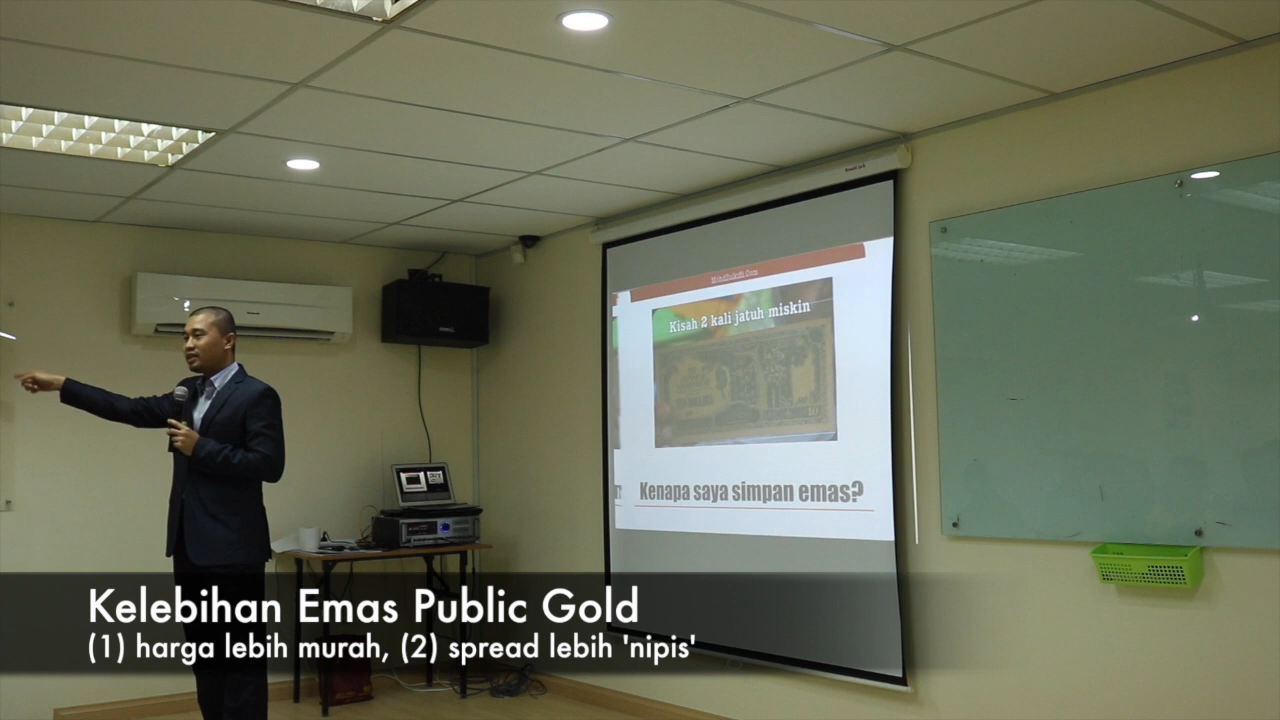 Kisah 2 kali jatuh miskin
Kenapa saya simpan emas?
Kelebihan Emas Public Gold
(1) harga lebih murah, (2) spread lebih 'nipis'